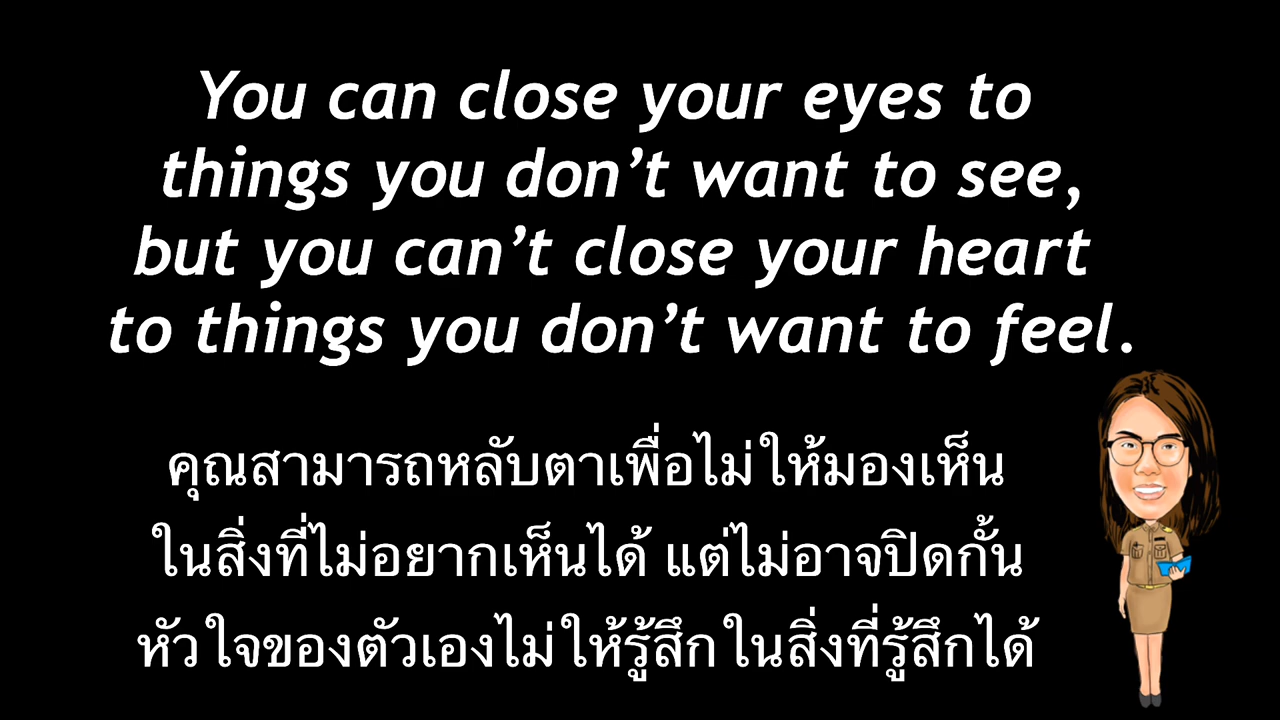 You can close your eyes to
things you don’t want to see,
but you can’t close your heart
to things you don’t want to feel.
คุณสามารถหลับตาเพื่อไม่ให้มองเห็น
ในสิ่งที่ไม่อยากเห็นได้ แต่ไม่อาจปิดกั้น
หัวใจของตัวเองไม่ให้รู้สึกในสิ่งที่รู้สึกได้